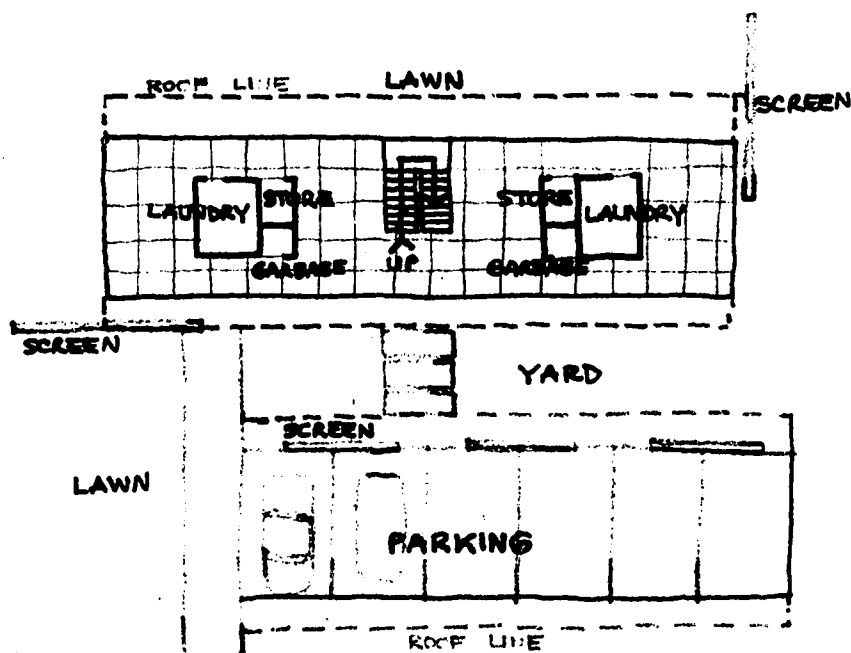 ROOF LINE
LAWN
SCREEN
LAUNDRY
STORE
STORE
LAUNDRY
GARBAGE
UP
GARBAGE
SCREEN
YARD
SCREEN
LAWN
PARKING
ROOF LINE